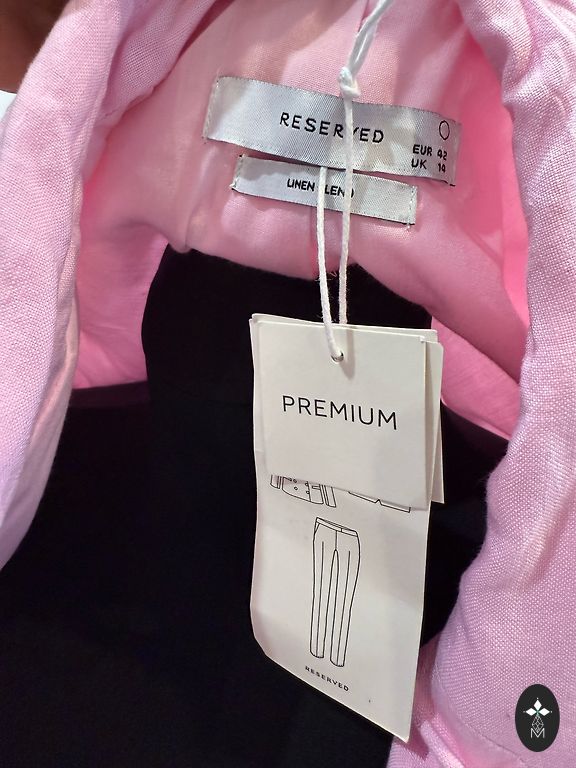 RESERVED
EUR 42
UK 14
LINEN BLEND
PREMIUM
RESERVED
M